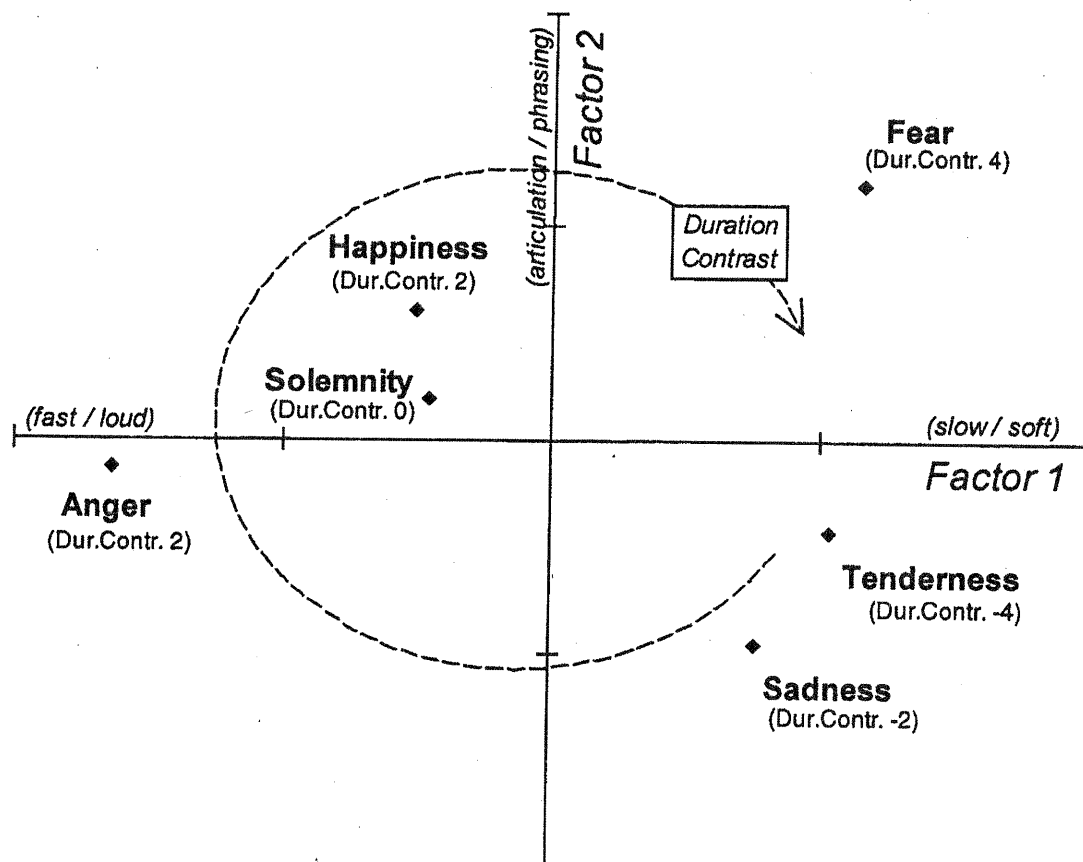 (articulation / phrasing)
Factor 2
Fear
(Dur.Contr. 4)
Duration
Contrast
Happiness
(Dur.Contr. 2)
Solemnity
(Dur.Contr. 0)
(fast / loud)
(slow / soft)
Factor 1
Anger
(Dur.Contr. 2)
Tenderness
(Dur.Contr. -4)
Sadness
(Dur.Contr. -2)